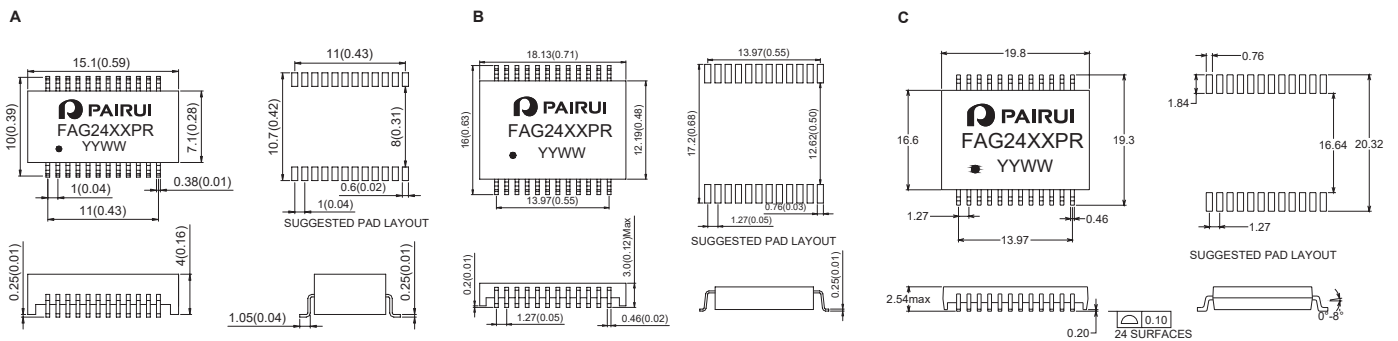 A
15.1(0.59)
10(0.39)
PAIRUI
FAG24XXPR
YYWW
7.1(0.28)
1(0.04)
0.38(0.01)
11(0.43)
11(0.43)
10.7(0.42)
8(0.31)
0.6(0.02)
1(0.04)
SUGGESTED PAD LAYOUT
0.25(0.01)
4(0.16)
1.05(0.04)
0.25(0.01)
B
18.13(0.71)
13.97(0.55)
16(0.63)
PAIRUI
FAG24XXPR
YYWW
12.19(0.48)
13.97(0.55)
13.97(0.55)
17.2(0.68)
12.62(0.50)
0.76(0.03)
1.27(0.05)
SUGGESTED PAD LAYOUT
0.2(0.01)
3.0(0.12)Max
1.27(0.05)
0.46(0.02)
0.25(0.01)
C
19.8
16.6
PAIRUI
FAG24XXPR
YYWW
19.3
1.27
0.46
13.97
0.76
1.84
16.64
20.32
1.27
SUGGESTED PAD LAYOUT
2.54max
0.20
0.10
24 SURFACES
0°-8°